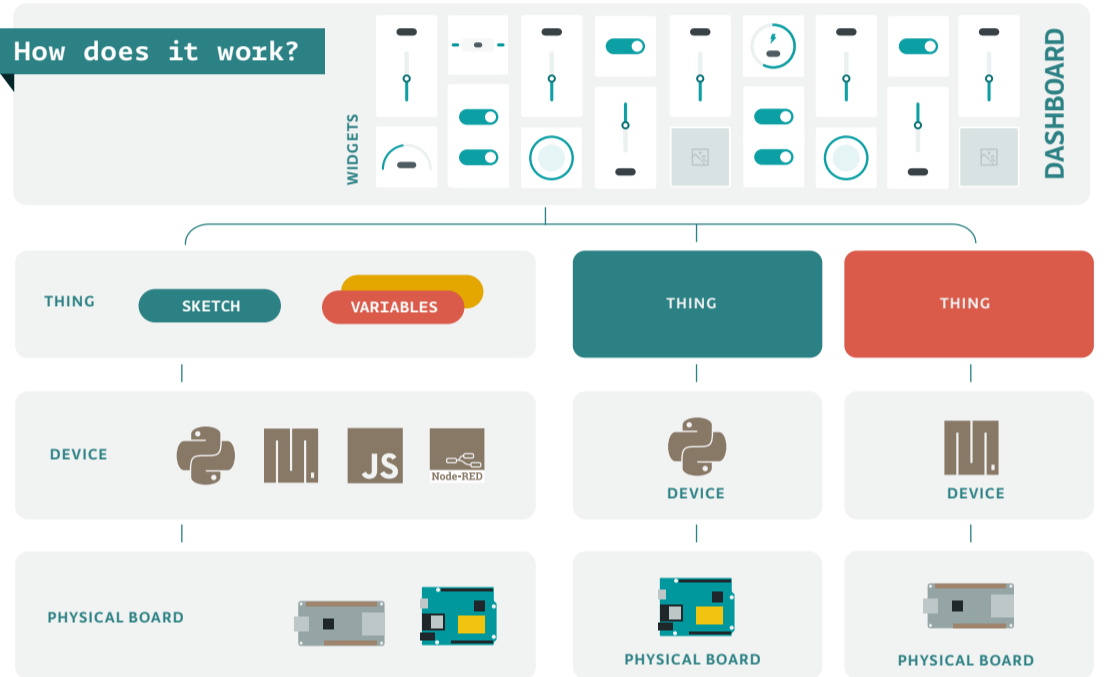 How does it work?
WIDGETS
DASHBOARD
THING
SKETCH
VARIABLES
THING
THING
DEVICE
JS
Node-RED
DEVICE
DEVICE
PHYSICAL BOARD
PHYSICAL BOARD
PHYSICAL BOARD